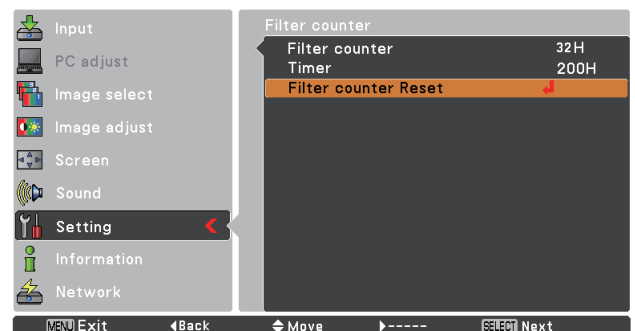 Input
PC adjust
Image select
Image adjust
Screen
Sound
Setting
Information
Network
Filter counter
Filter counter 32H
Timer 200H
Filter counter Reset
MENU Exit Back Move ----- SELECT Next